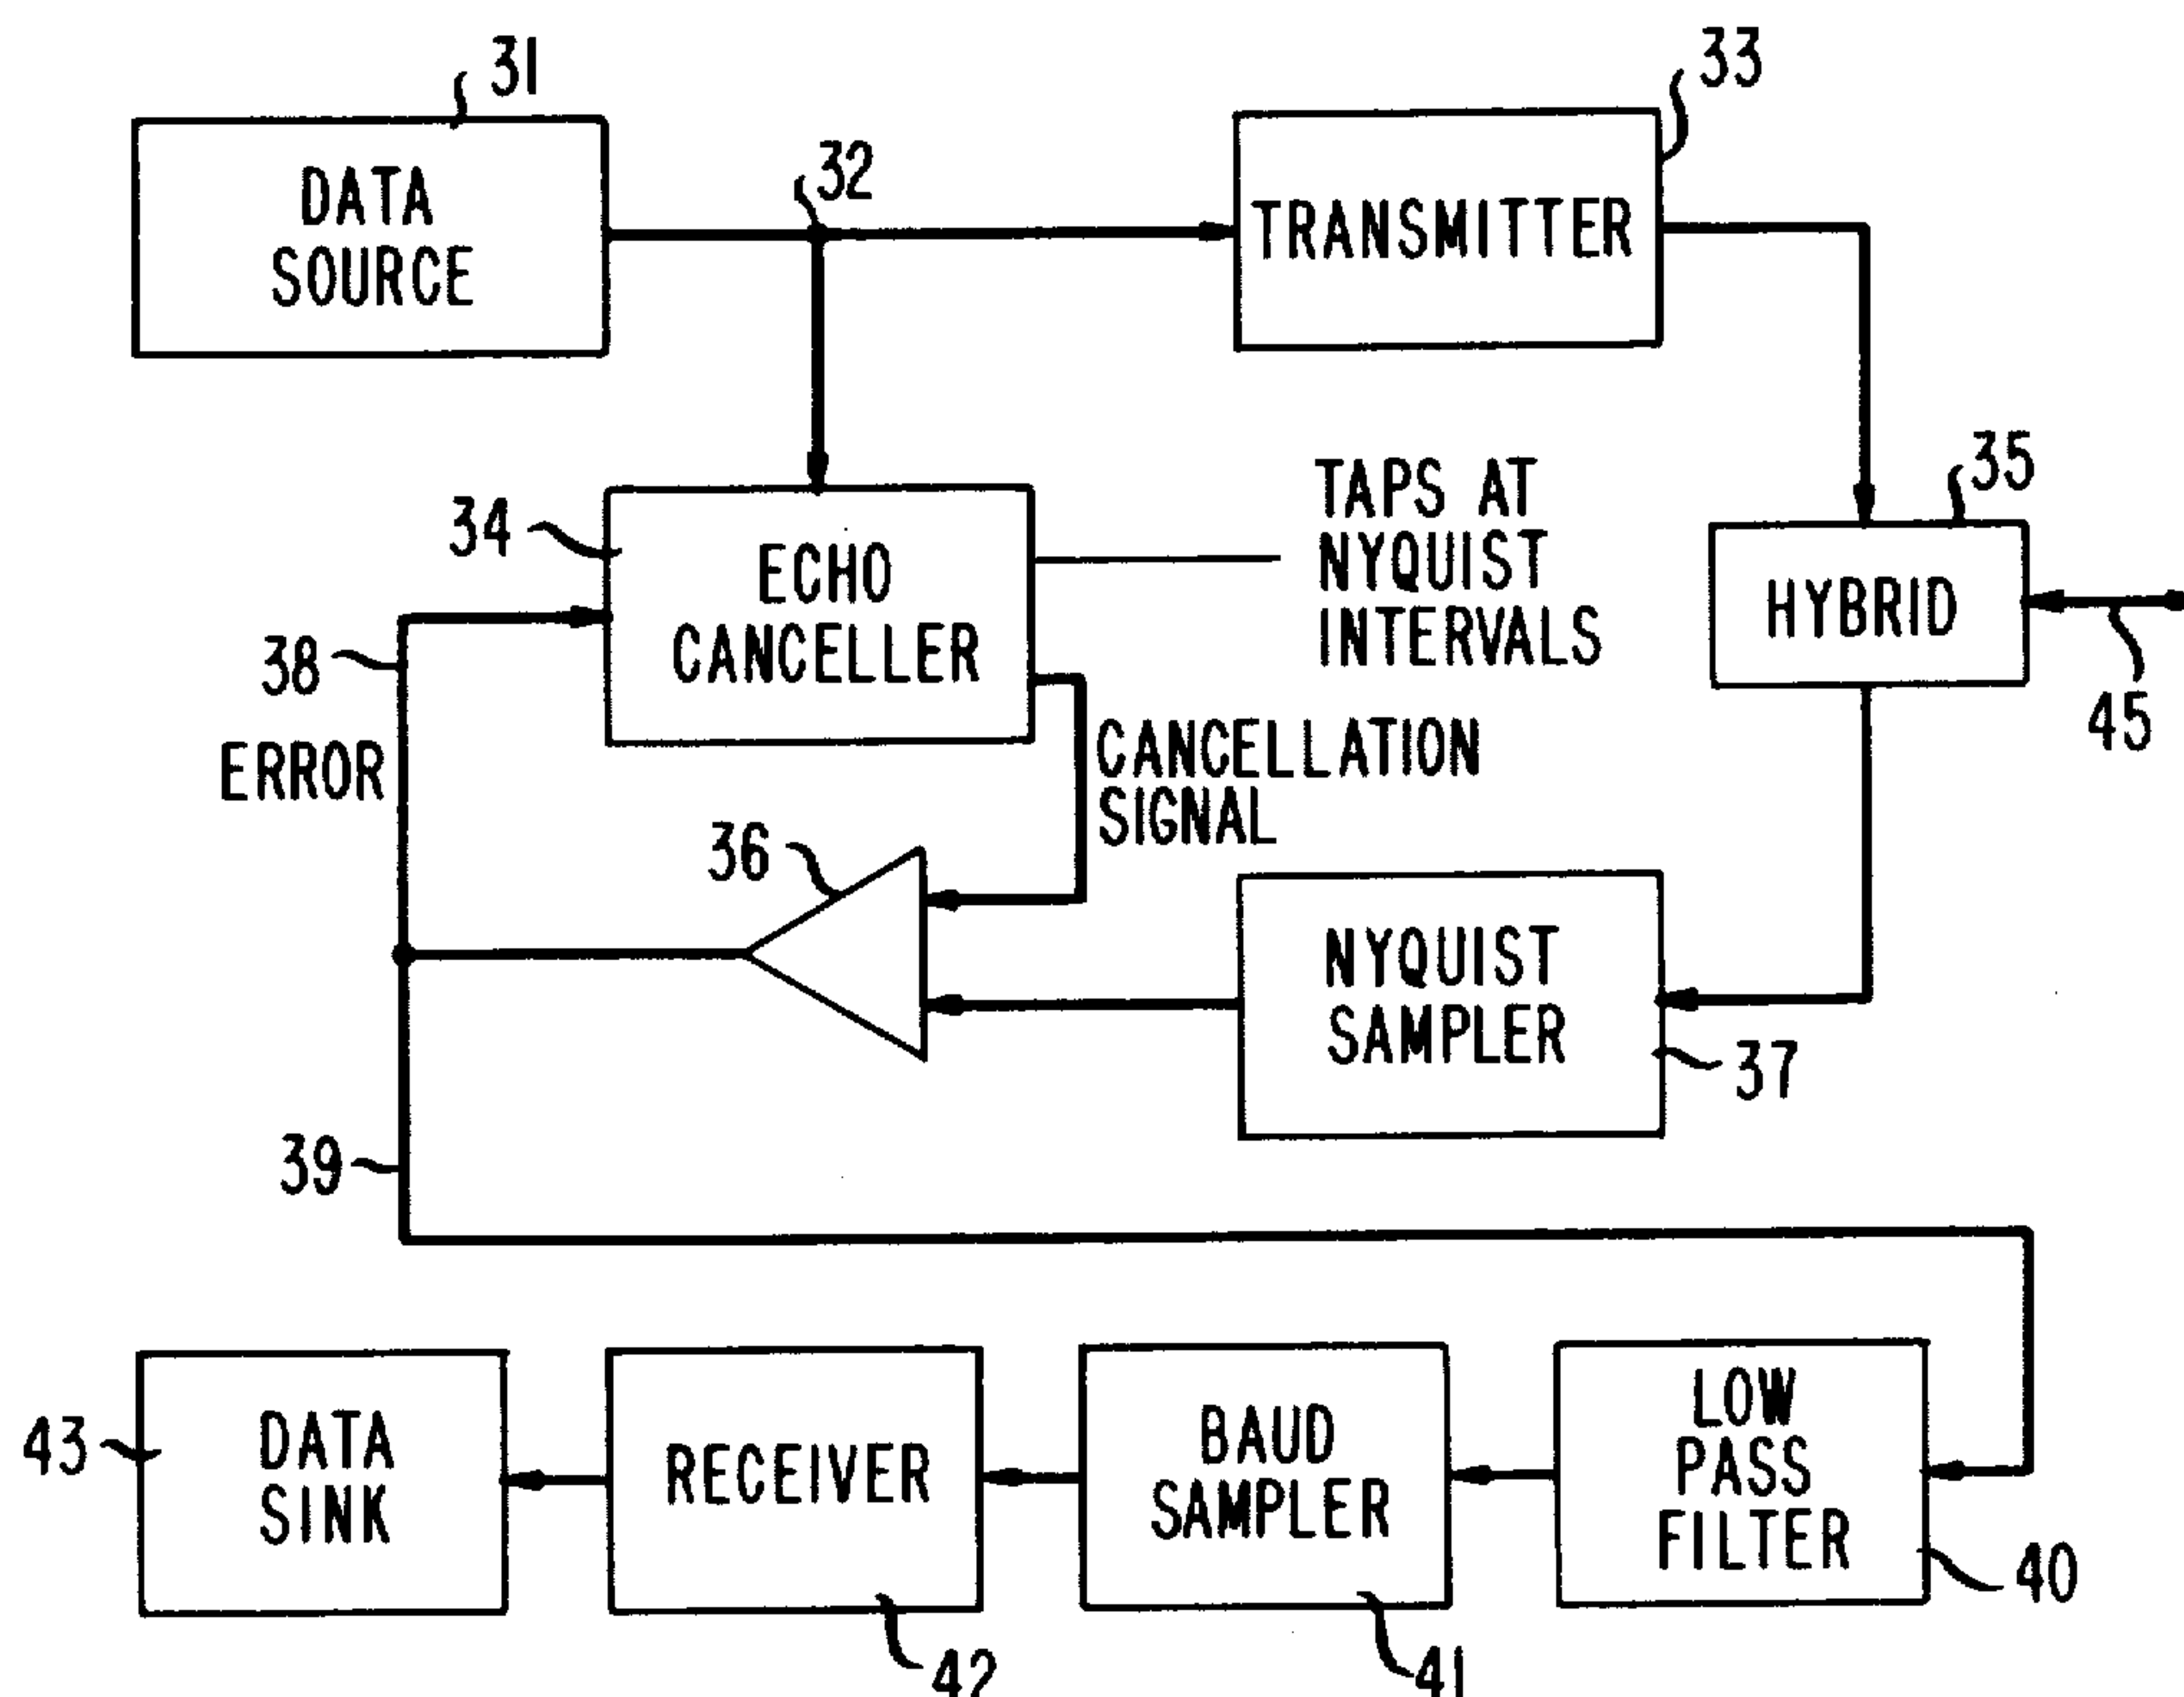 31
33
32
DATA
SOURCE
TRANSMITTER
35
34
TAPS AT
NYQUIST
INTERVALS
ECHO
CANCELLER
HYBRID
38
45
ERROR
CANCELLATION
SIGNAL
36
NYQUIST
SAMPLER
37
39
43
DATA
SINK
RECEIVER
BAUD
SAMPLER
LOW
PASS
FILTER
40
42
41